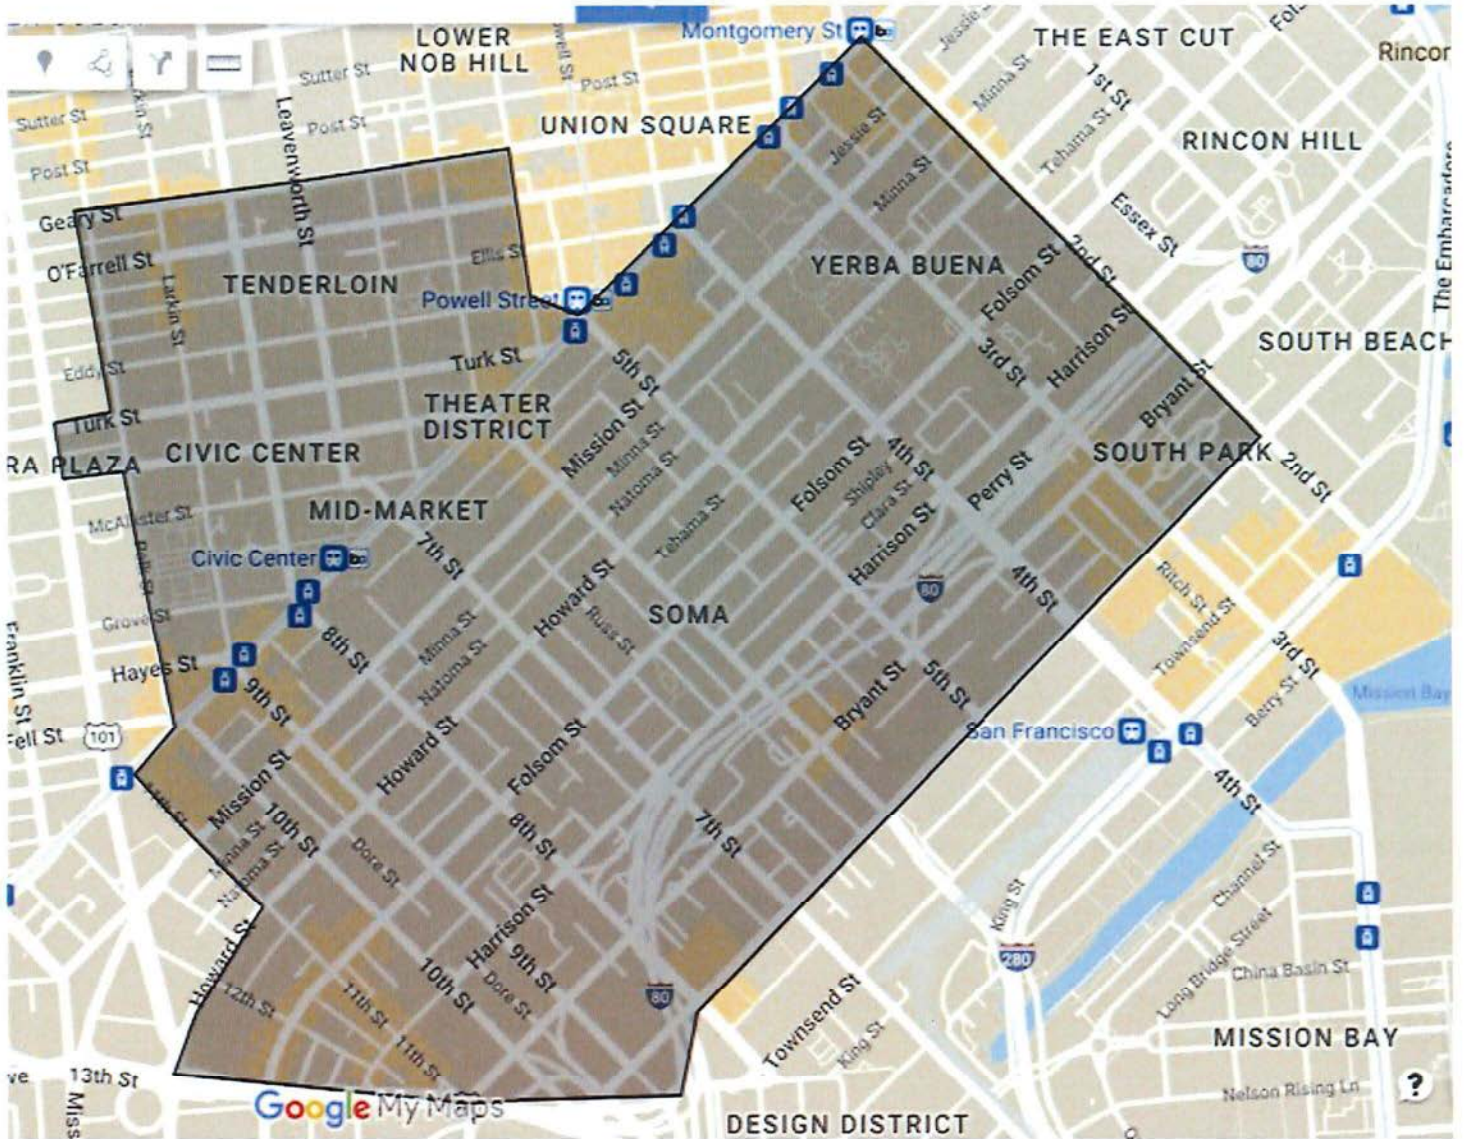 Montgomery St
THE EAST CUT
LOWER
NOB HILL
Sutter St
Post St
Jessie
Minna St
1st St
Tehama St
Rincor
RINCON HILL
Sutter St
Leavenworth St
Post St
UNION SQUARE
Jessie St
Minna St
Essex St
80
The Embarcadero
Post St
Geary St
O'Farrell St
Larkin St
TENDERLOIN
Ellis St
Powell Street
YERBA BUENA
Folsom St
2nd St
Harrison St
3rd St
SOUTH BEACH
Bryant St
Eddy St
Turk St
5th St
THEATER
DISTRICT
Mission St
Minna St
Natoma St
Turk St
RA PLAZA
CIVIC CENTER
Folsom St
4th St
Shipley
Clara St
Perry St
SOUTH PARK
2nd St
McAllister St
MID-MARKET
Tehama St
Harrison St
Polk St
Civic Center
7th St
Howard St
80
4th St
Ritch St
Townsend St
Grove St
8th St
Minna St
Natoma St
Russ St
SOMA
3rd St
Franklin St
Hayes St
9th St
Bryant St
5th St
Berry St
Mission Bay
Fell St
101
Howard St
Folsom St
San Francisco
4th St
Mission St
10th St
Minna St
Natoma St
Dore St
8th St
7th St
Channel St
Howard St
Harrison St
9th St
King St
280
Long Bridge Street
China Basin St
12th St
11th St
10th St
Dore St
80
Townsend St
King St
MISSION BAY
11th St
ve
13th St
Miss
Google My Maps
Nelson Rising Ln
?
DESIGN DISTRICT